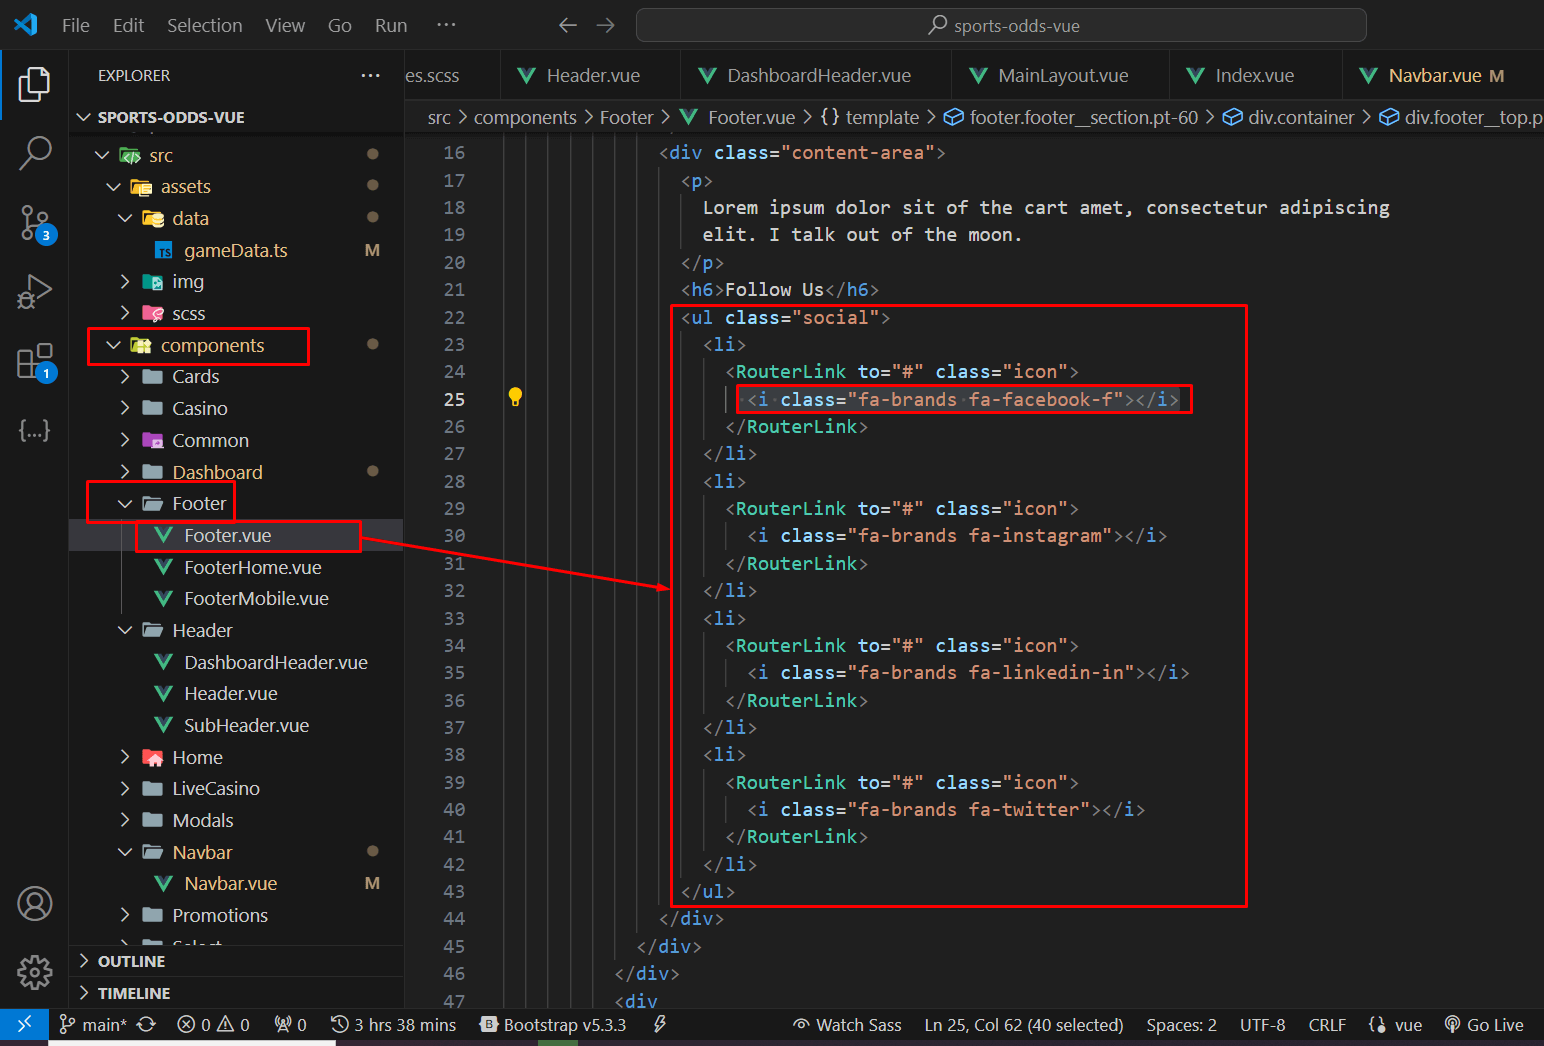 File Edit Selection View Go Run ··· sports-odds-vue
EXPLORER ···
es.scss Header.vue DashboardHeader.vue MainLayout.vue Index.vue Navbar.vue M
src > components > Footer > Footer.vue > {} template > footer.footer__section.pt-60 > div.container > div.footer__top.p
SPORTS-ODDS-VUE
src
assets
data
TS gameData.ts M
img
scss
components
Cards
Casino
Common
Dashboard
Footer
Footer.vue
FooterHome.vue
FooterMobile.vue
Header
DashboardHeader.vue
Header.vue
SubHeader.vue
Home
LiveCasino
Modals
Navbar
Navbar.vue M
Promotions
Select
OUTLINE
TIMELINE
3
1
{...}
16 <div class="content-area">
17 <p>
18 Lorem ipsum dolor sit of the cart amet, consectetur adipiscing
19 elit. I talk out of the moon.
20 </p>
21 <h6>Follow Us</h6>
22 <ul class="social">
23 <li>
24 <RouterLink to="#" class="icon">
25 <i class="fa-brands fa-facebook-f"></i>
26 </RouterLink>
27 </li>
28 <li>
29 <RouterLink to="#" class="icon">
30 <i class="fa-brands fa-instagram"></i>
31 </RouterLink>
32 </li>
33 <li>
34 <RouterLink to="#" class="icon">
35 <i class="fa-brands fa-linkedin-in"></i>
36 </RouterLink>
37 </li>
38 <li>
39 <RouterLink to="#" class="icon">
40 <i class="fa-brands fa-twitter"></i>
41 </RouterLink>
42 </li>
43 </ul>
44 </div>
45 </div>
46 </div>
47 <div
main* 0 0 0 3 hrs 38 mins B Bootstrap v5.3.3 Watch Sass Ln 25, Col 62 (40 selected) Spaces: 2 UTF-8 CRLF vue Go Live